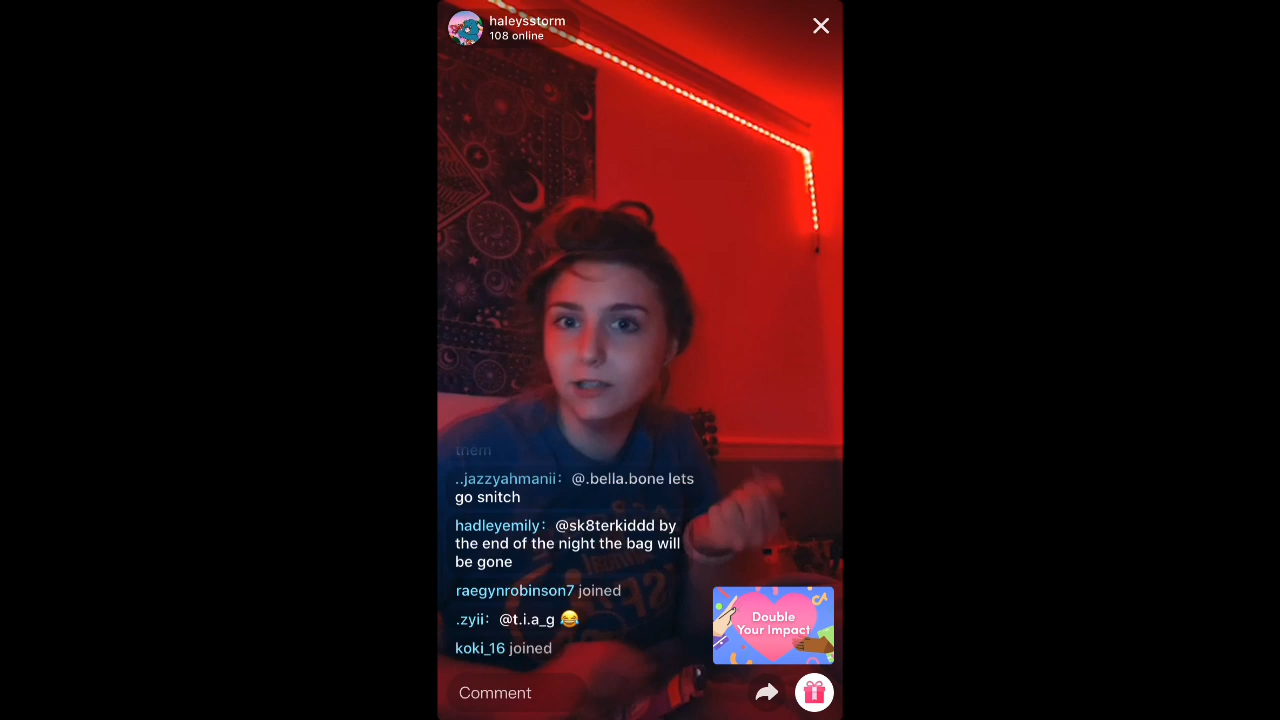 haleysstorm
108 online
them
..jazzyahmanii: @.bella.bone lets
go snitch
hadleyemily: @sk8terkiddd by
the end of the night the bag will
be gone
raegynrobinson7 joined
.zyii: @t.i.a_g 😂
koki_16 joined
Double
Your Impact
Comment